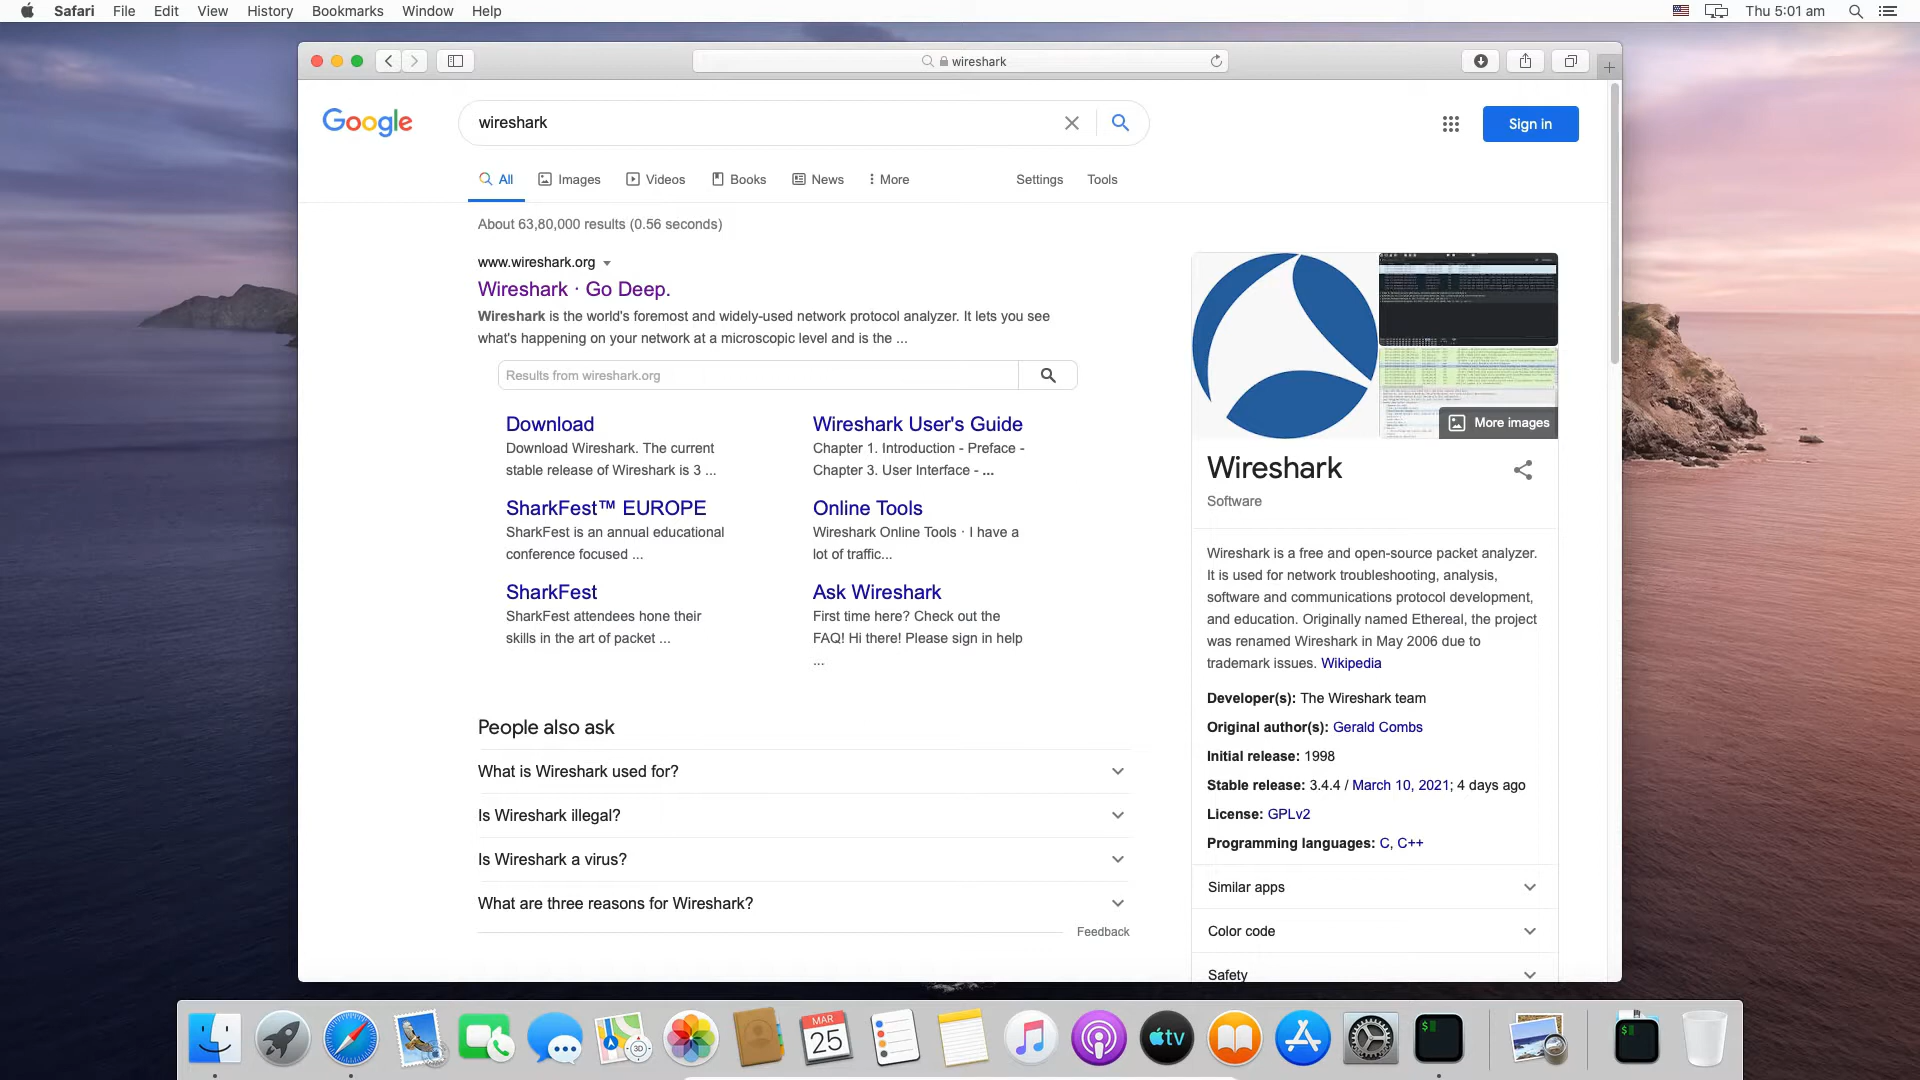 Safari File Edit View History Bookmarks Window Help
Thu 5:01 am
wireshark
Google
wireshark
Sign in
All Images Videos Books News More Settings Tools
About 63,80,000 results (0.56 seconds)
www.wireshark.org
Wireshark · Go Deep.
Wireshark is the world's foremost and widely-used network protocol analyzer. It lets you see
what's happening on your network at a microscopic level and is the ...
Results from wireshark.org
Download
Download Wireshark. The current
stable release of Wireshark is 3 ...
Wireshark User's Guide
Chapter 1. Introduction - Preface -
Chapter 3. User Interface - ...
SharkFest™ EUROPE
SharkFest is an annual educational
conference focused ...
Online Tools
Wireshark Online Tools · I have a
lot of traffic...
SharkFest
SharkFest attendees hone their
skills in the art of packet ...
Ask Wireshark
First time here? Check out the
FAQ! Hi there! Please sign in help
...
People also ask
What is Wireshark used for?
Is Wireshark illegal?
Is Wireshark a virus?
What are three reasons for Wireshark?
Feedback
More images
Wireshark
Software
Wireshark is a free and open-source packet analyzer.
It is used for network troubleshooting, analysis,
software and communications protocol development,
and education. Originally named Ethereal, the project
was renamed Wireshark in May 2006 due to
trademark issues. Wikipedia
Developer(s): The Wireshark team
Original author(s): Gerald Combs
Initial release: 1998
Stable release: 3.4.4 / March 10, 2021; 4 days ago
License: GPLv2
Programming languages: C, C++
Similar apps
Color code
Safety
3D
MAR
25
tv
$
$